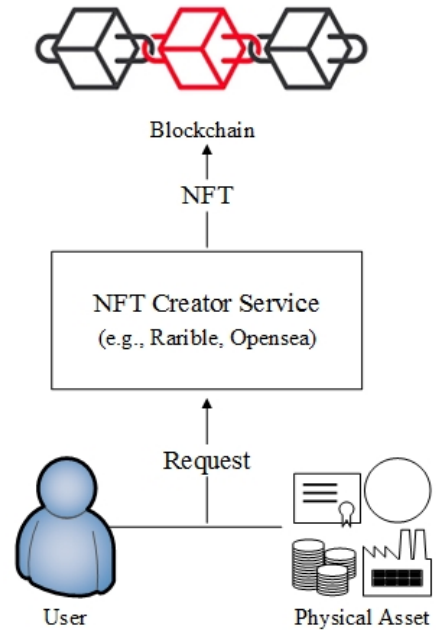 Blockchain
NFT
NFT Creator Service
(e.g., Rarible, Opensea)
Request
User
Physical Asset